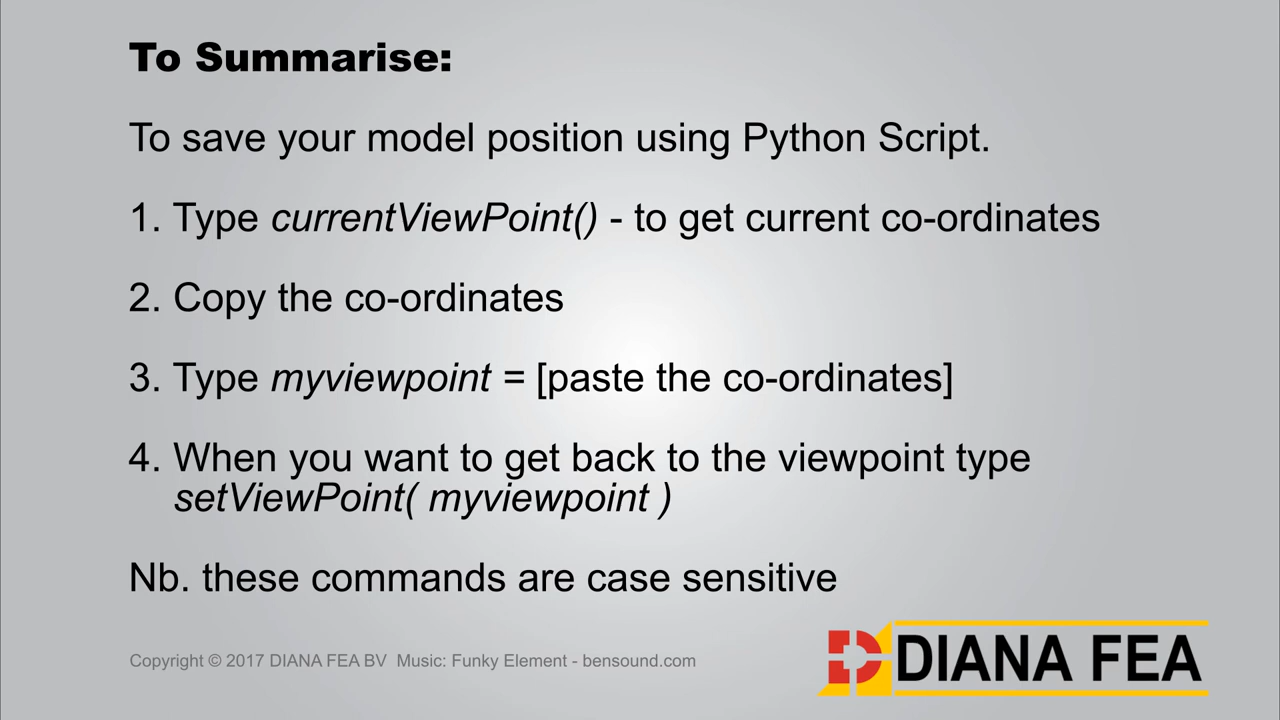 To Summarise:
To save your model position using Python Script.
1. Type currentViewPoint() - to get current co-ordinates
2. Copy the co-ordinates
3. Type myviewpoint = [paste the co-ordinates]
4. When you want to get back to the viewpoint type
setViewPoint( myviewpoint )
Nb. these commands are case sensitive
Copyright © 2017 DIANA FEA BV Music: Funky Element - bensound.com
DIANA FEA